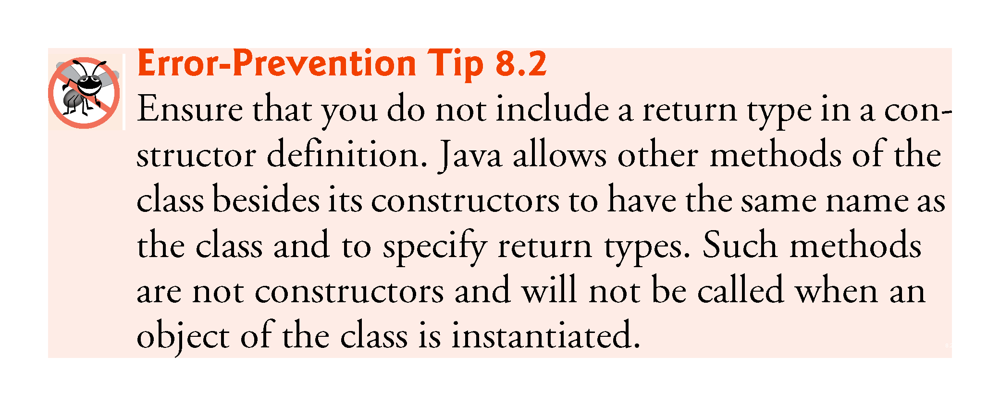 Error-Prevention Tip 8.2
Ensure that you do not include a return type in a con-
structor definition. Java allows other methods of the
class besides its constructors to have the same name as
the class and to specify return types. Such methods
are not constructors and will not be called when an
object of the class is instantiated.